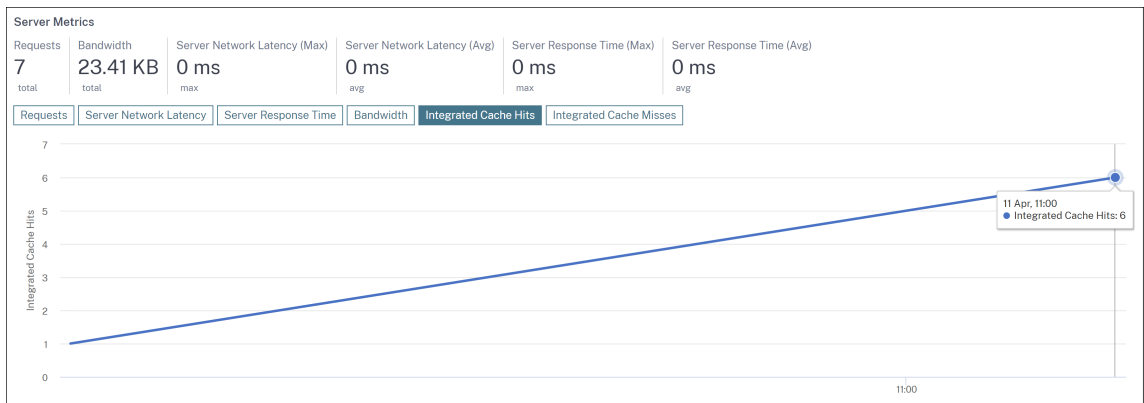 Server Metrics
Requests Bandwidth Server Network Latency (Max) Server Network Latency (Avg) Server Response Time (Max) Server Response Time (Avg)
7 23.41 KB 0 ms 0 ms 0 ms 0 ms
total total max avg max avg
Requests Server Network Latency Server Response Time Bandwidth Integrated Cache Hits Integrated Cache Misses
Integrated Cache Hits
7
6
5
4
3
2
1
0
11 Apr, 11:00
Integrated Cache Hits: 6
11:00